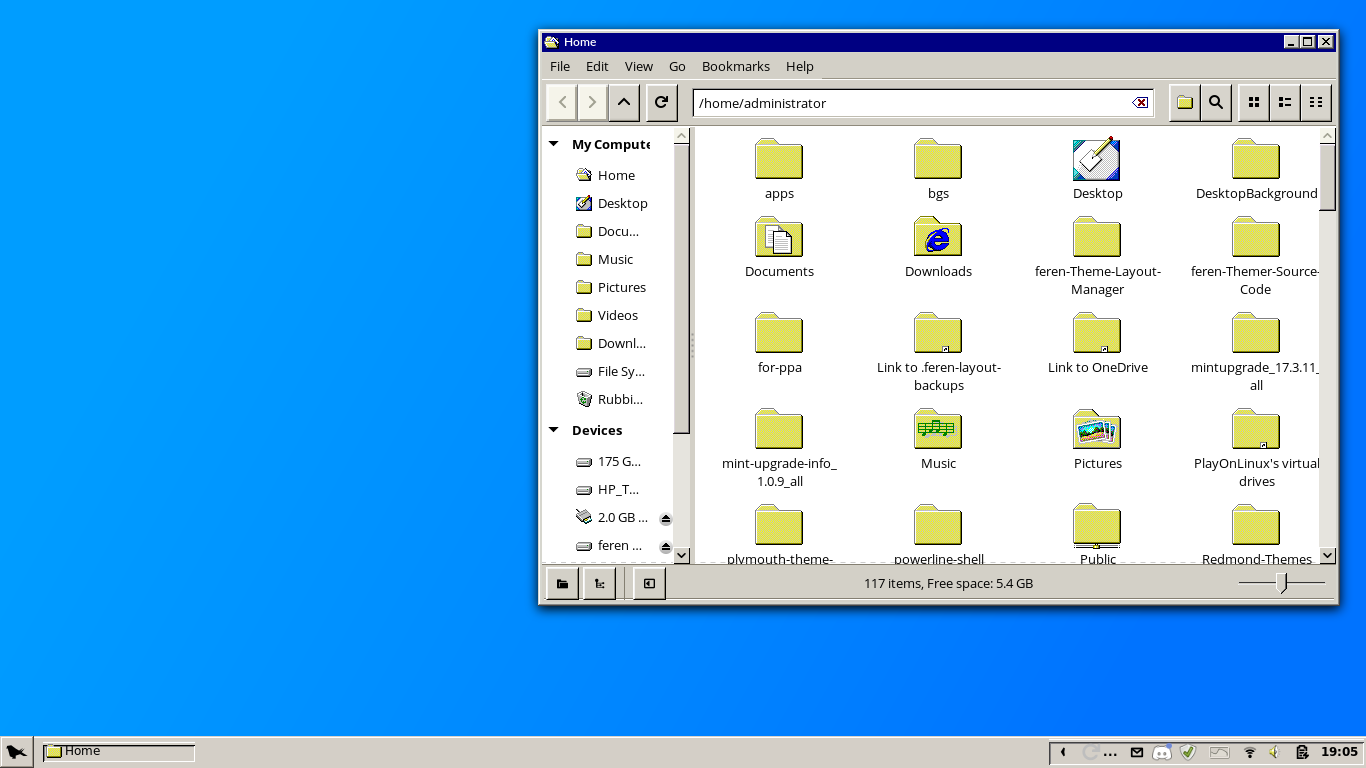 Home
File Edit View Go Bookmarks Help
/home/administrator
My Compute
Home
Desktop
Docu...
Music
Pictures
Videos
Downl...
File Sy...
Rubbi...
Devices
175 G...
HP_T...
2.0 GB ...
feren ...
apps bgs Desktop DesktopBackground
Documents Downloads feren-Theme-Layout- feren-Themer-Source-
Manager Code
for-ppa Link to .feren-layout- Link to OneDrive mintupgrade_17.3.11_
backups all
mint-upgrade-info_ Music Pictures PlayOnLinux's virtual
1.0.9_all drives
plymouth-theme- powerline-shell Public Redmond-Themes
117 items, Free space: 5.4 GB
Home ... 19:05